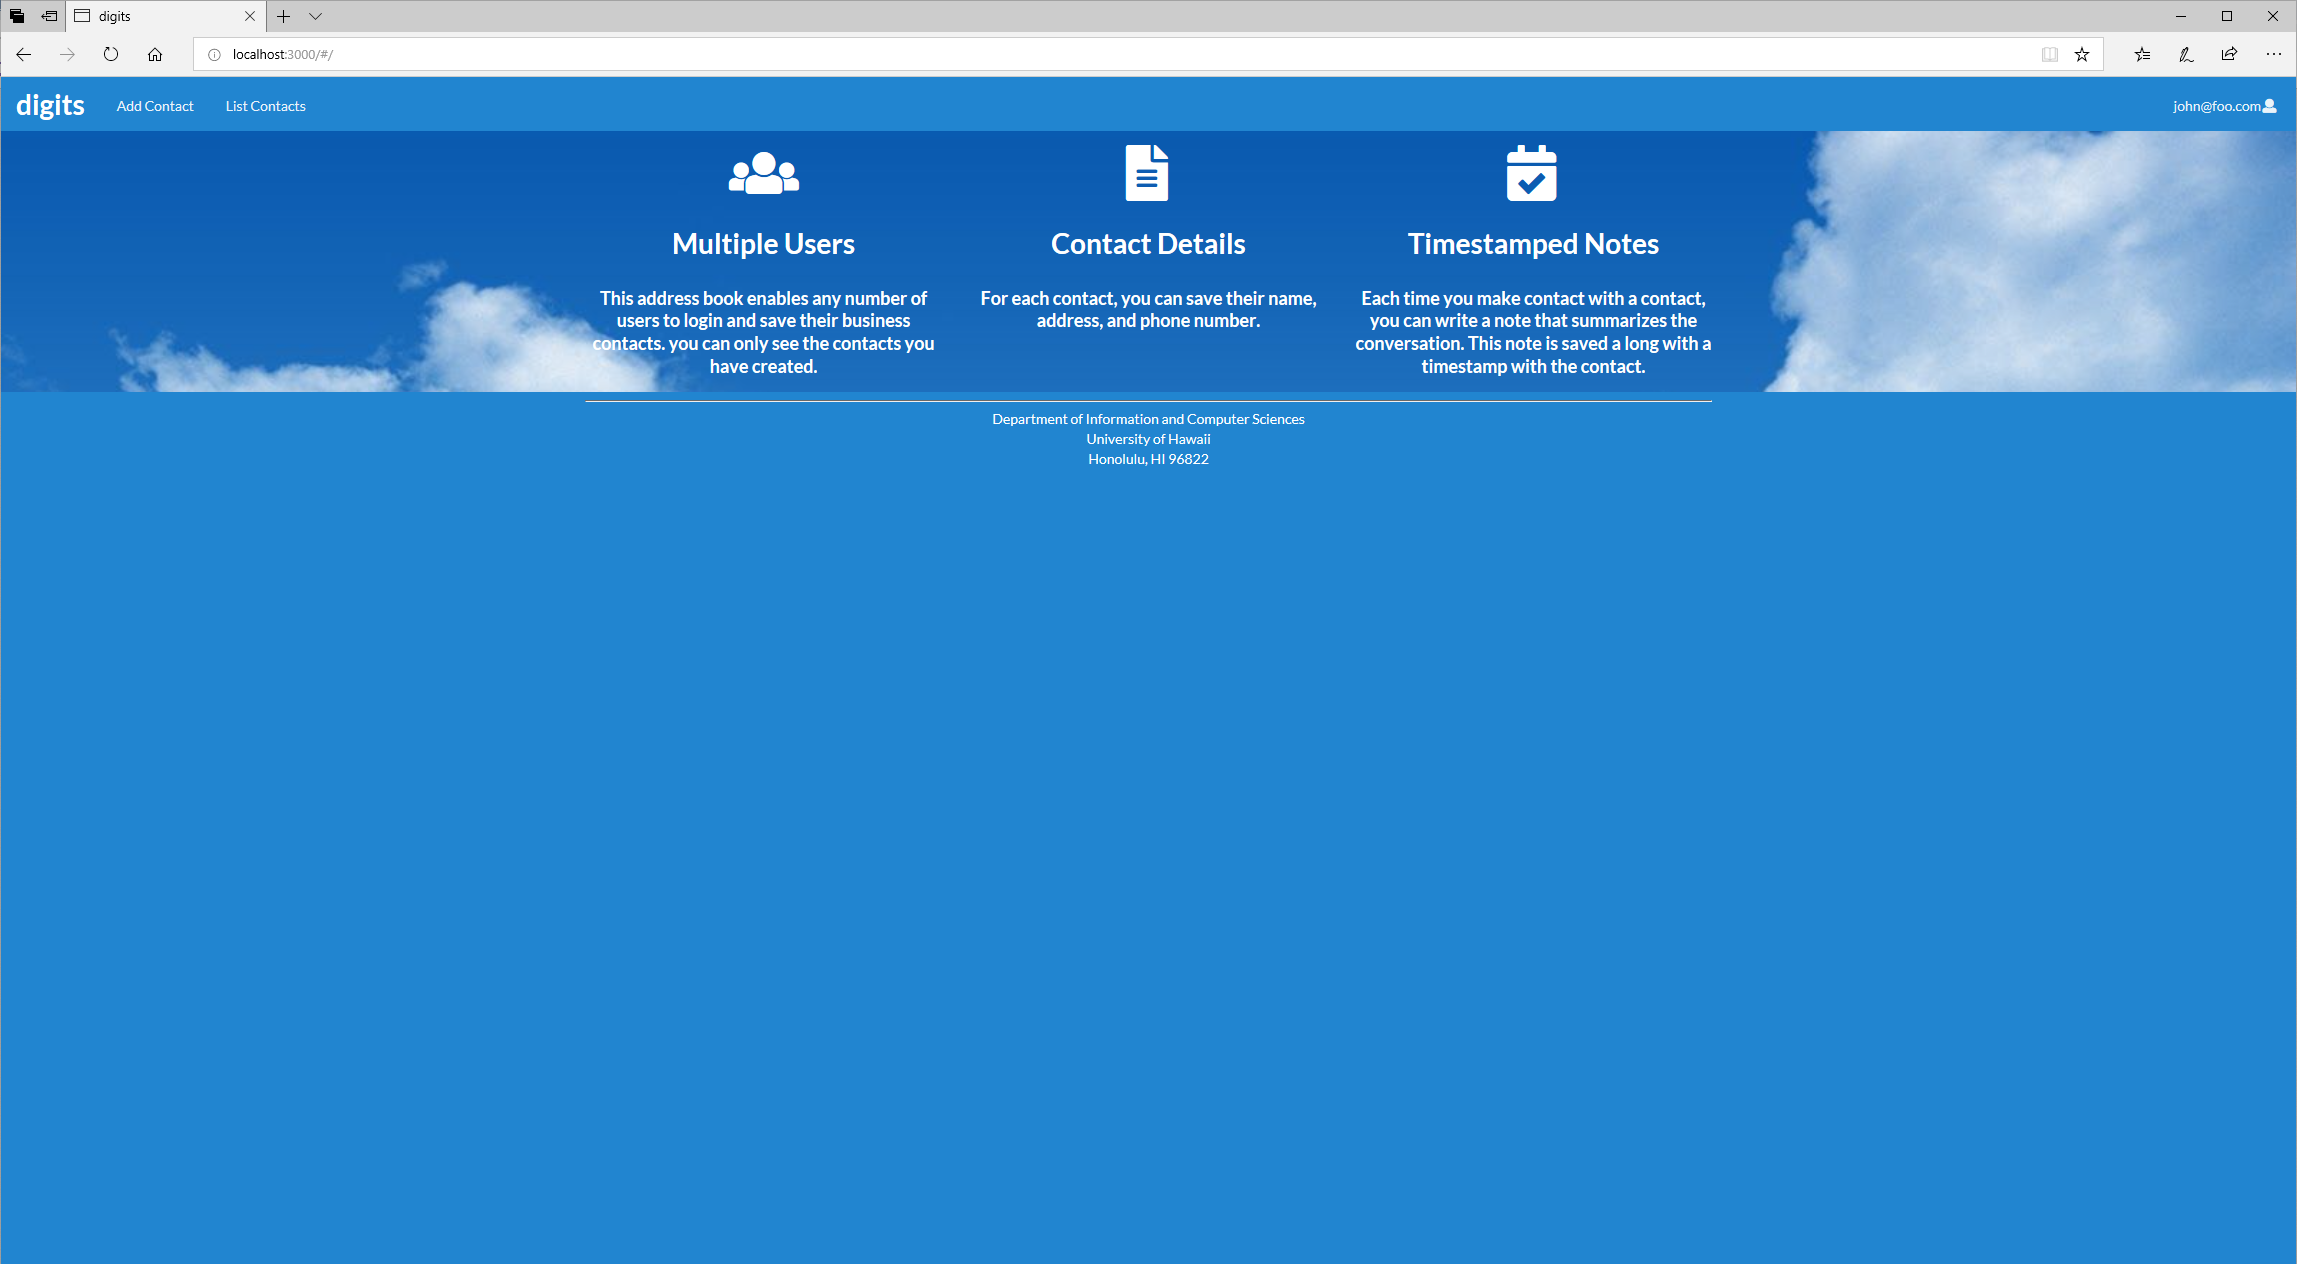 digits
localhost:3000/#/
digits
Add Contact
List Contacts
john@foo.com
Multiple Users
This address book enables any number of
users to login and save their business
contacts. you can only see the contacts you
have created.
Contact Details
For each contact, you can save their name,
address, and phone number.
Timestamped Notes
Each time you make contact with a contact,
you can write a note that summarizes the
conversation. This note is saved a long with a
timestamp with the contact.
Department of Information and Computer Sciences
University of Hawaii
Honolulu, HI 96822